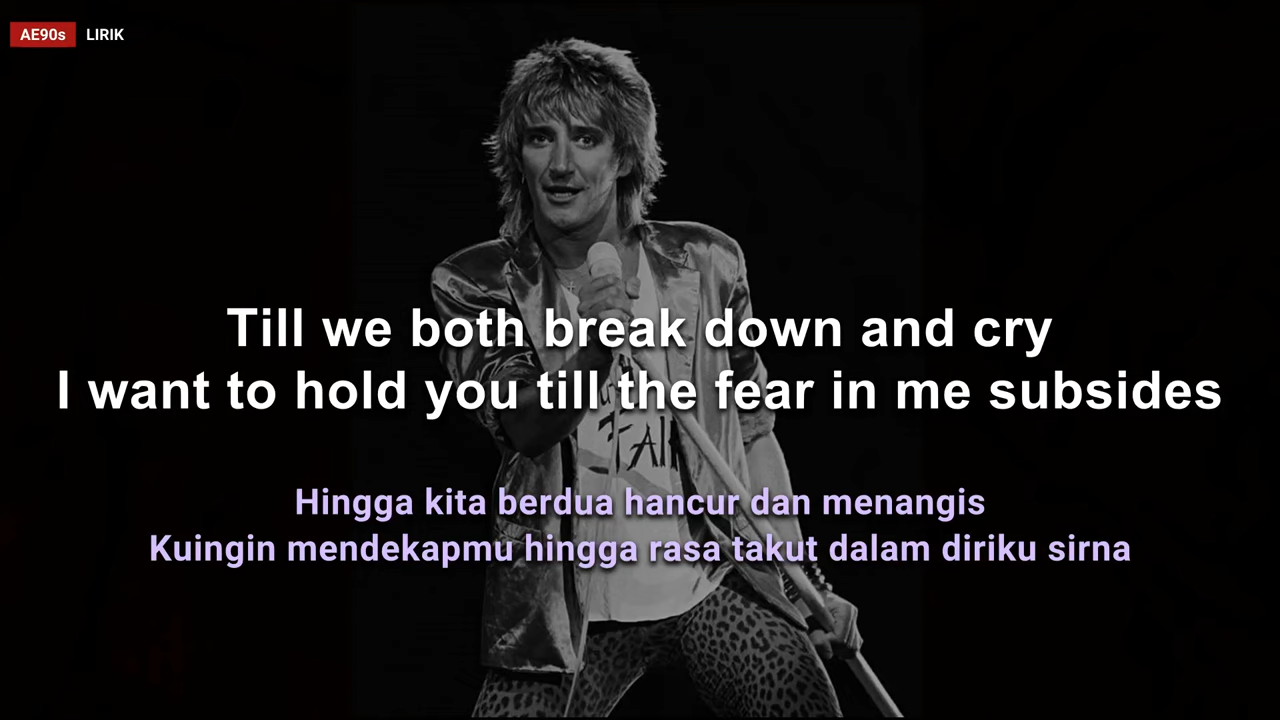 AE90s LIRIK
Till we both break down and cry
I want to hold you till the fear in me subsides
Hingga kita berdua hancur dan menangis
Kuingin mendekapmu hingga rasa takut dalam diriku sirna